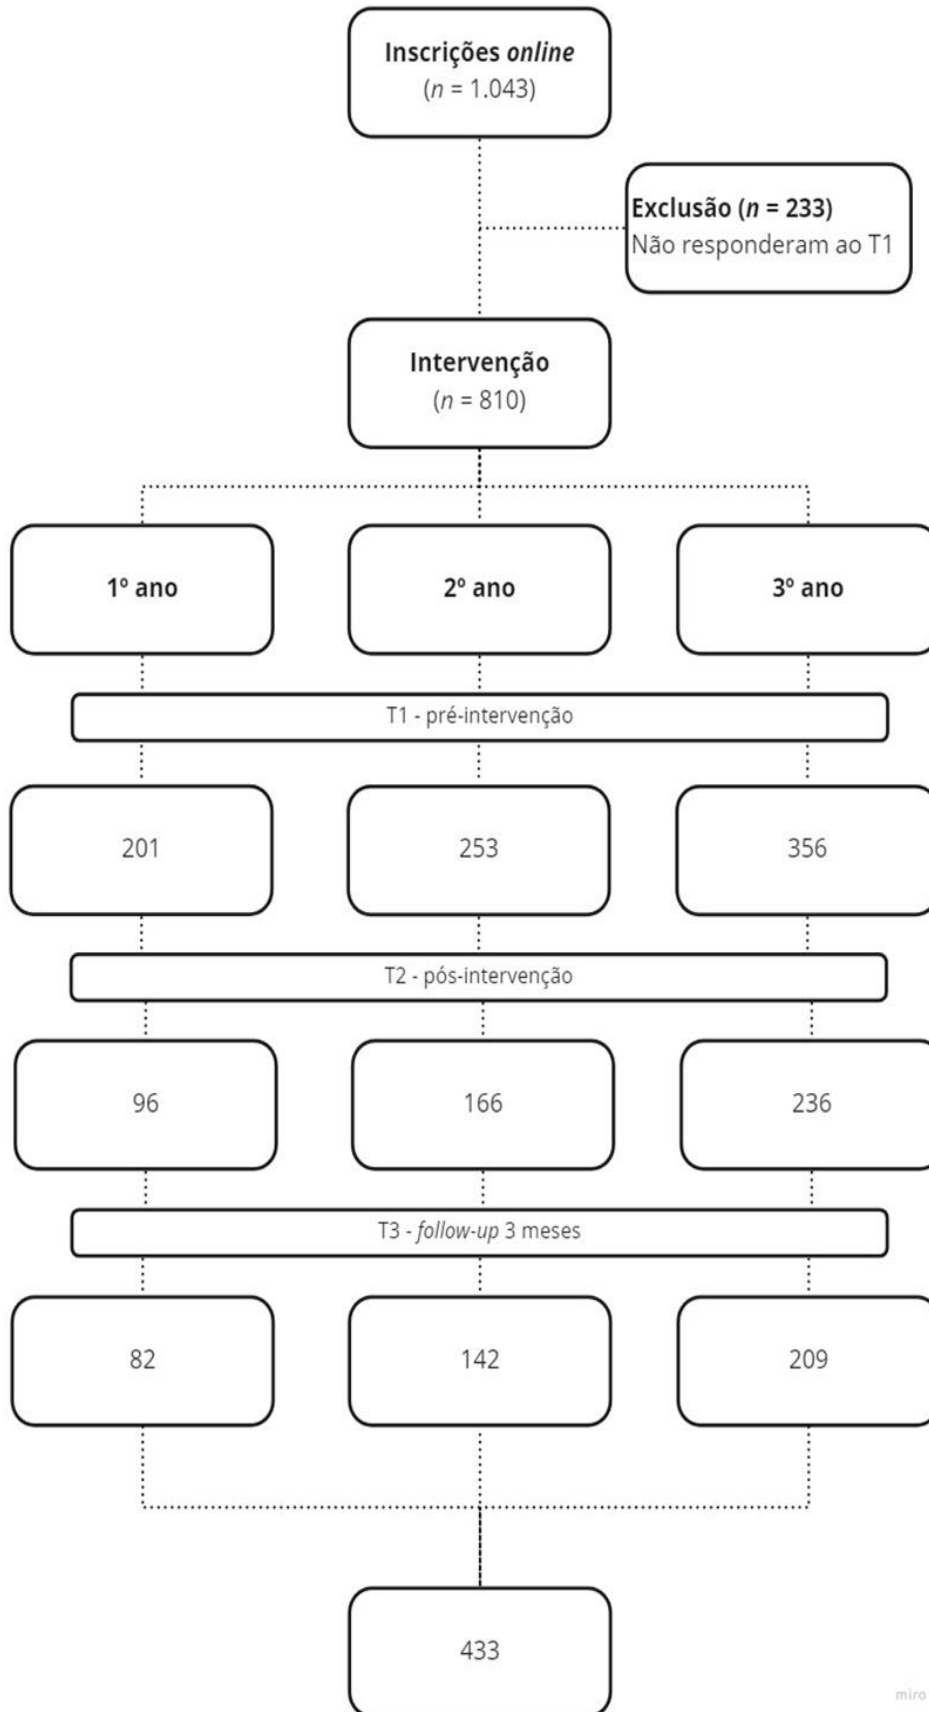 Inscrições online
(n = 1.043)
Exclusão (n = 233)
Não responderam ao T1
Intervenção
(n = 810)
1º ano
2º ano
3º ano
T1 - pré-intervenção
201
253
356
T2 - pós-intervenção
96
166
236
T3 - follow-up 3 meses
82
142
209
433
miro